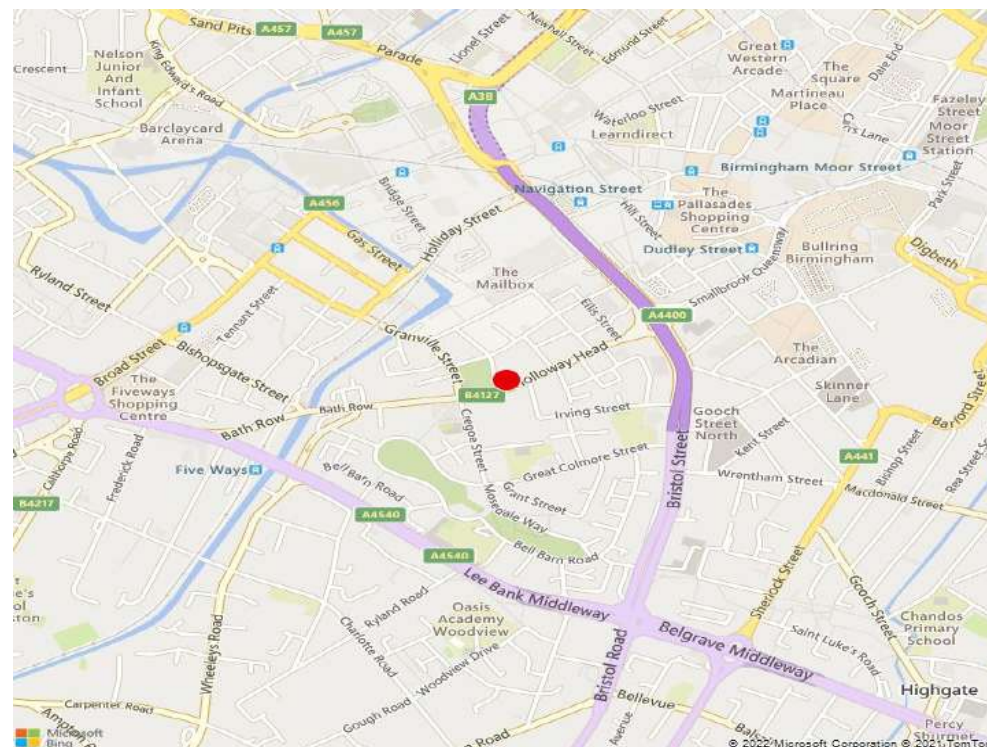 Sand Pits
A457
A457
Parade
Lionel Street
Newhall Street
Edmund Street
Great
Western
Arcade
The
Square
Dale End
Martineau
Place
Carr's Lane
Fazeley
Street
Moor
Street
Station
Nelson
Junior
And
Infant
School
Crescent
King Edward's Road
A38
Waterloo Street
Learndirect
Barclaycard
Arena
Birmingham Moor Street
Park Street
Navigation Street
The
Pallasades
Shopping
Centre
Bridge Street
A456
Holliday Street
Hill Street
Dudley Street
Bullring
Birmingham
Digbeth
Gas Street
The
Mailbox
Smallbrook Queensway
Ryland Street
Tennant Street
Ellis Street
A4400
Broad Street
Bishopsgate Street
Granville Street
The
Arcadian
The
Fiveways
Shopping
Centre
B4127
Holloway Head
Skinner
Lane
Bath Row
Bath Row
Irving Street
Gooch
Street
North
Kent Street
Barford Street
Cregoe Street
Calthorpe Road
Frederick Road
Five Ways
Bell Barn Road
Great Colmore Street
Bristol Street
Wrentham Street
A441
Bishop Street
Rea Street
Macdonald Street
B4217
Grant Street
Mosedale Way
A4540
Bell Barn Road
A4540
Lee Bank Middleway
Sherlock Street
Gooch Street
Ryland Road
Oasis
Academy
Woodview
Charlotte Road
Wheeleys Road
Woodview Drive
Belgrave Middleway
Saint Luke's Road
Chandos
Primary
School
Bristol Road
Gough Road
Bellevue
Avenue
Highgate
Carpenter Road
Percy
Shurmer
Microsoft
Bing
© 2022 Microsoft Corporation © 2021 TomTom